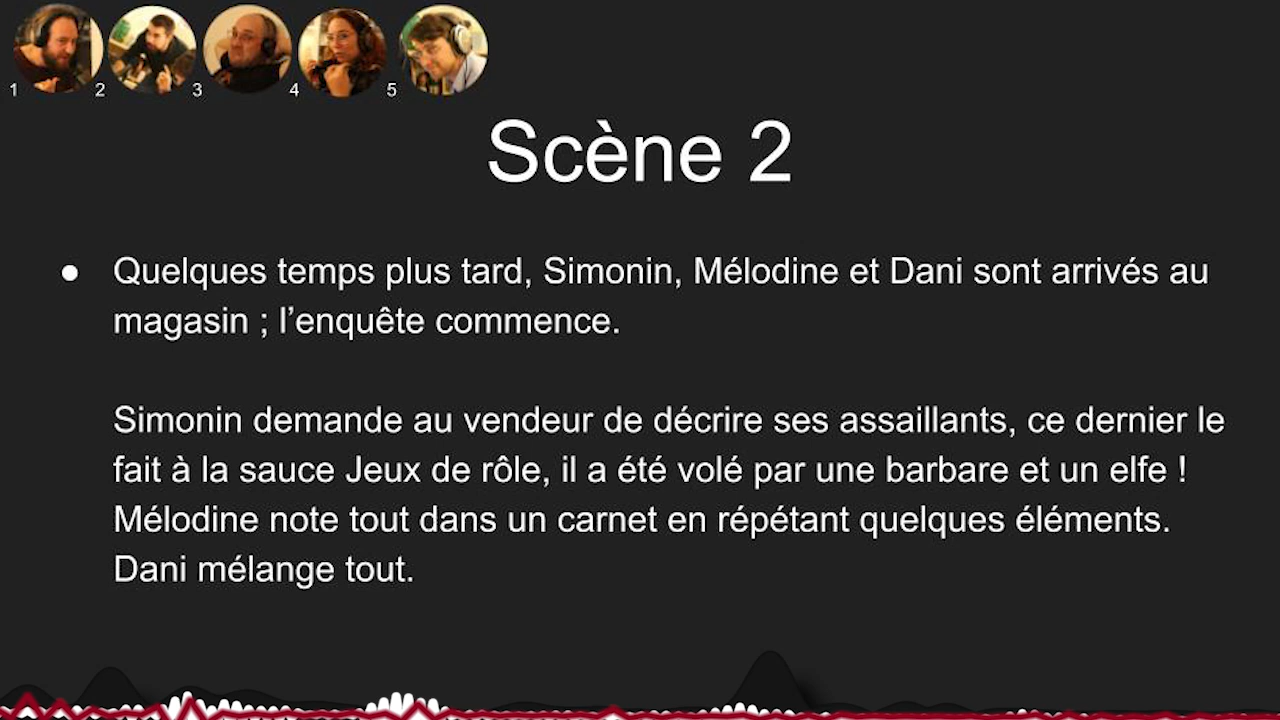 1 2 3 4 5
Scène 2
● Quelques temps plus tard, Simonin, Mélodine et Dani sont arrivés au
magasin ; l’enquête commence.
Simonin demande au vendeur de décrire ses assaillants, ce dernier le
fait à la sauce Jeux de rôle, il a été volé par une barbare et un elfe !
Mélodine note tout dans un carnet en répétant quelques éléments.
Dani mélange tout.